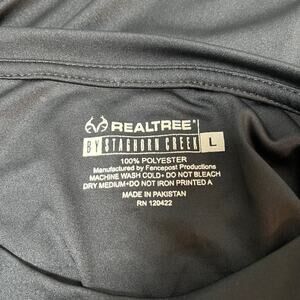 REALTREE
BY STAGHORN CREEK L
100% POLYESTER
Manufactured by Fencepost Productions
MACHINE WASH COLD • DO NOT BLEACH
DRY MEDIUM • DO NOT IRON PRINTED A
MADE IN PAKISTAN
RN 120422